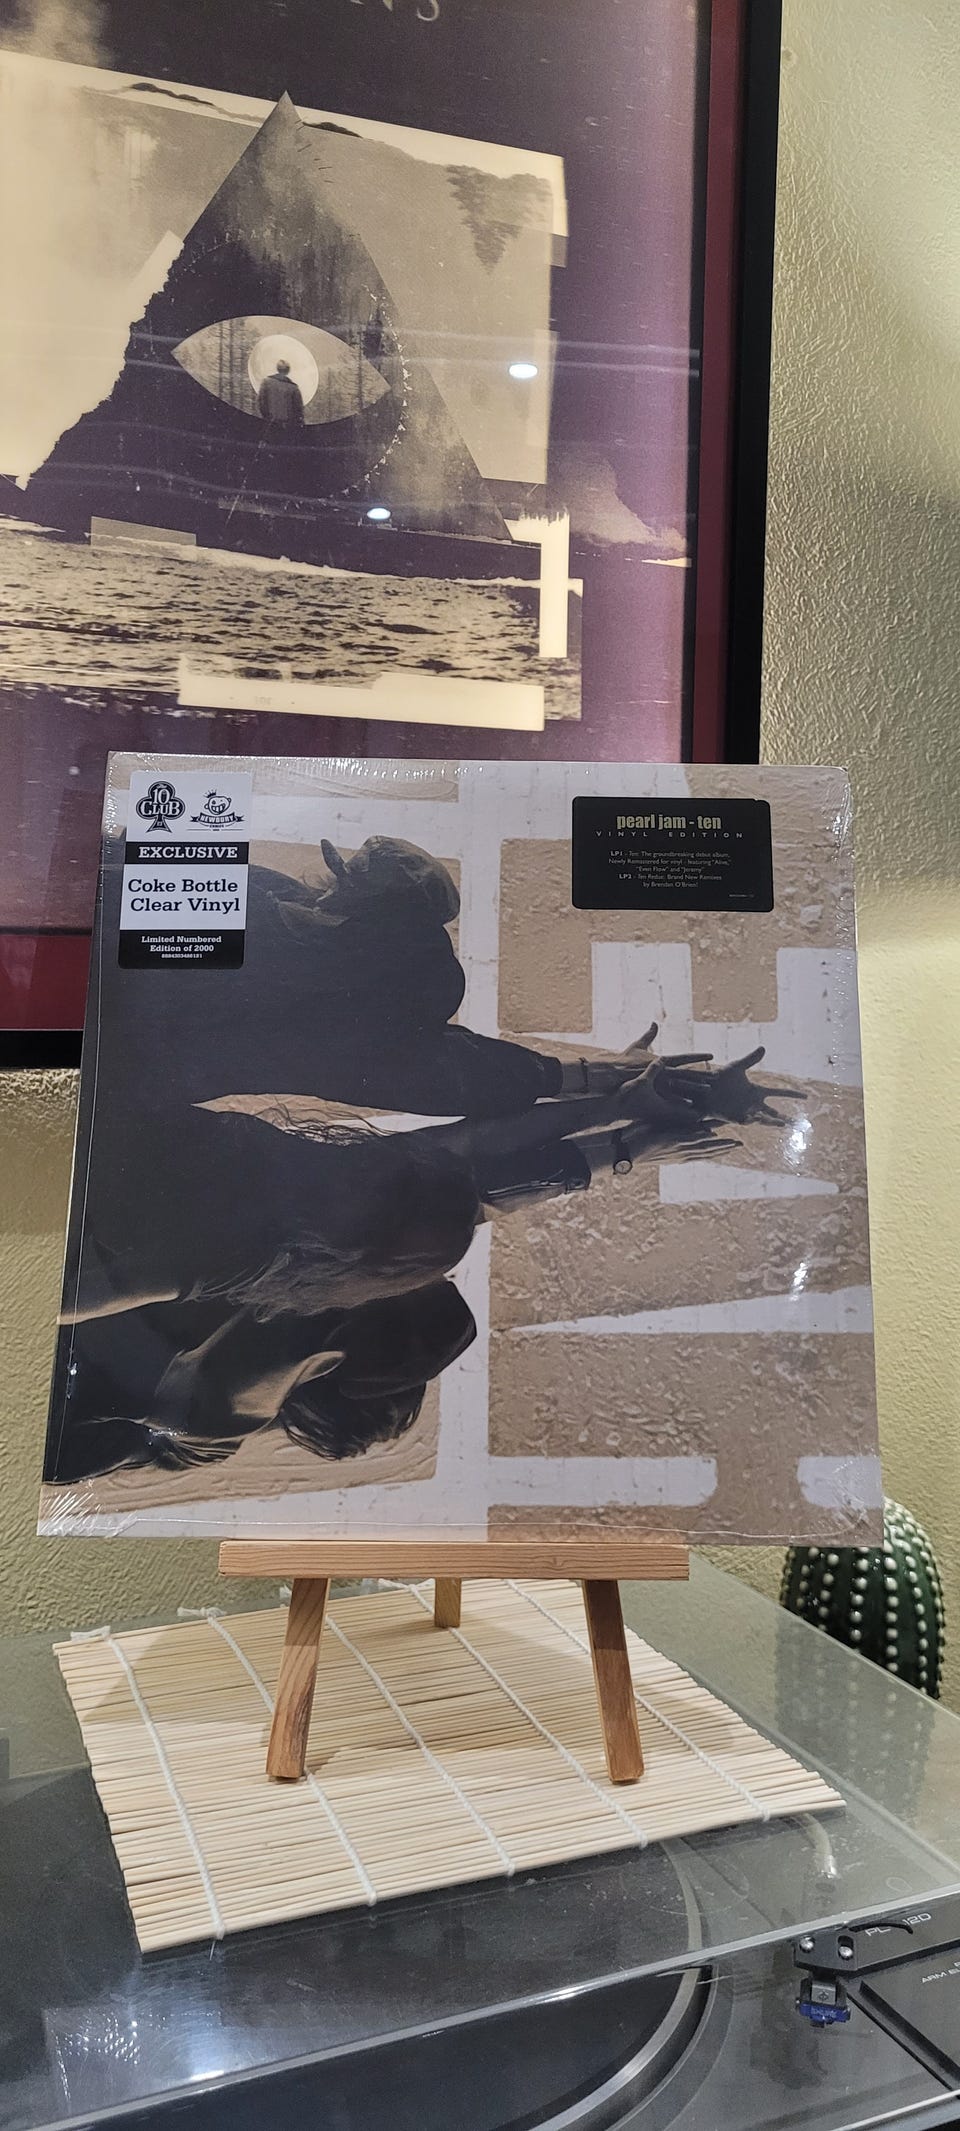 10
CLUB
NEWBURY
COMICS
EXCLUSIVE
Coke Bottle
Clear Vinyl
Limited Numbered
Edition of 2000
pearl jam - ten
VINYL EDITION
LP1 - Ten: The groundbreaking debut album,
Newly Remastered for vinyl - featuring "Alive,"
"Even Flow" and "Jeremy"
LP2 - Ten Redux: Brand New Remixes
by Brendan O'Brien!